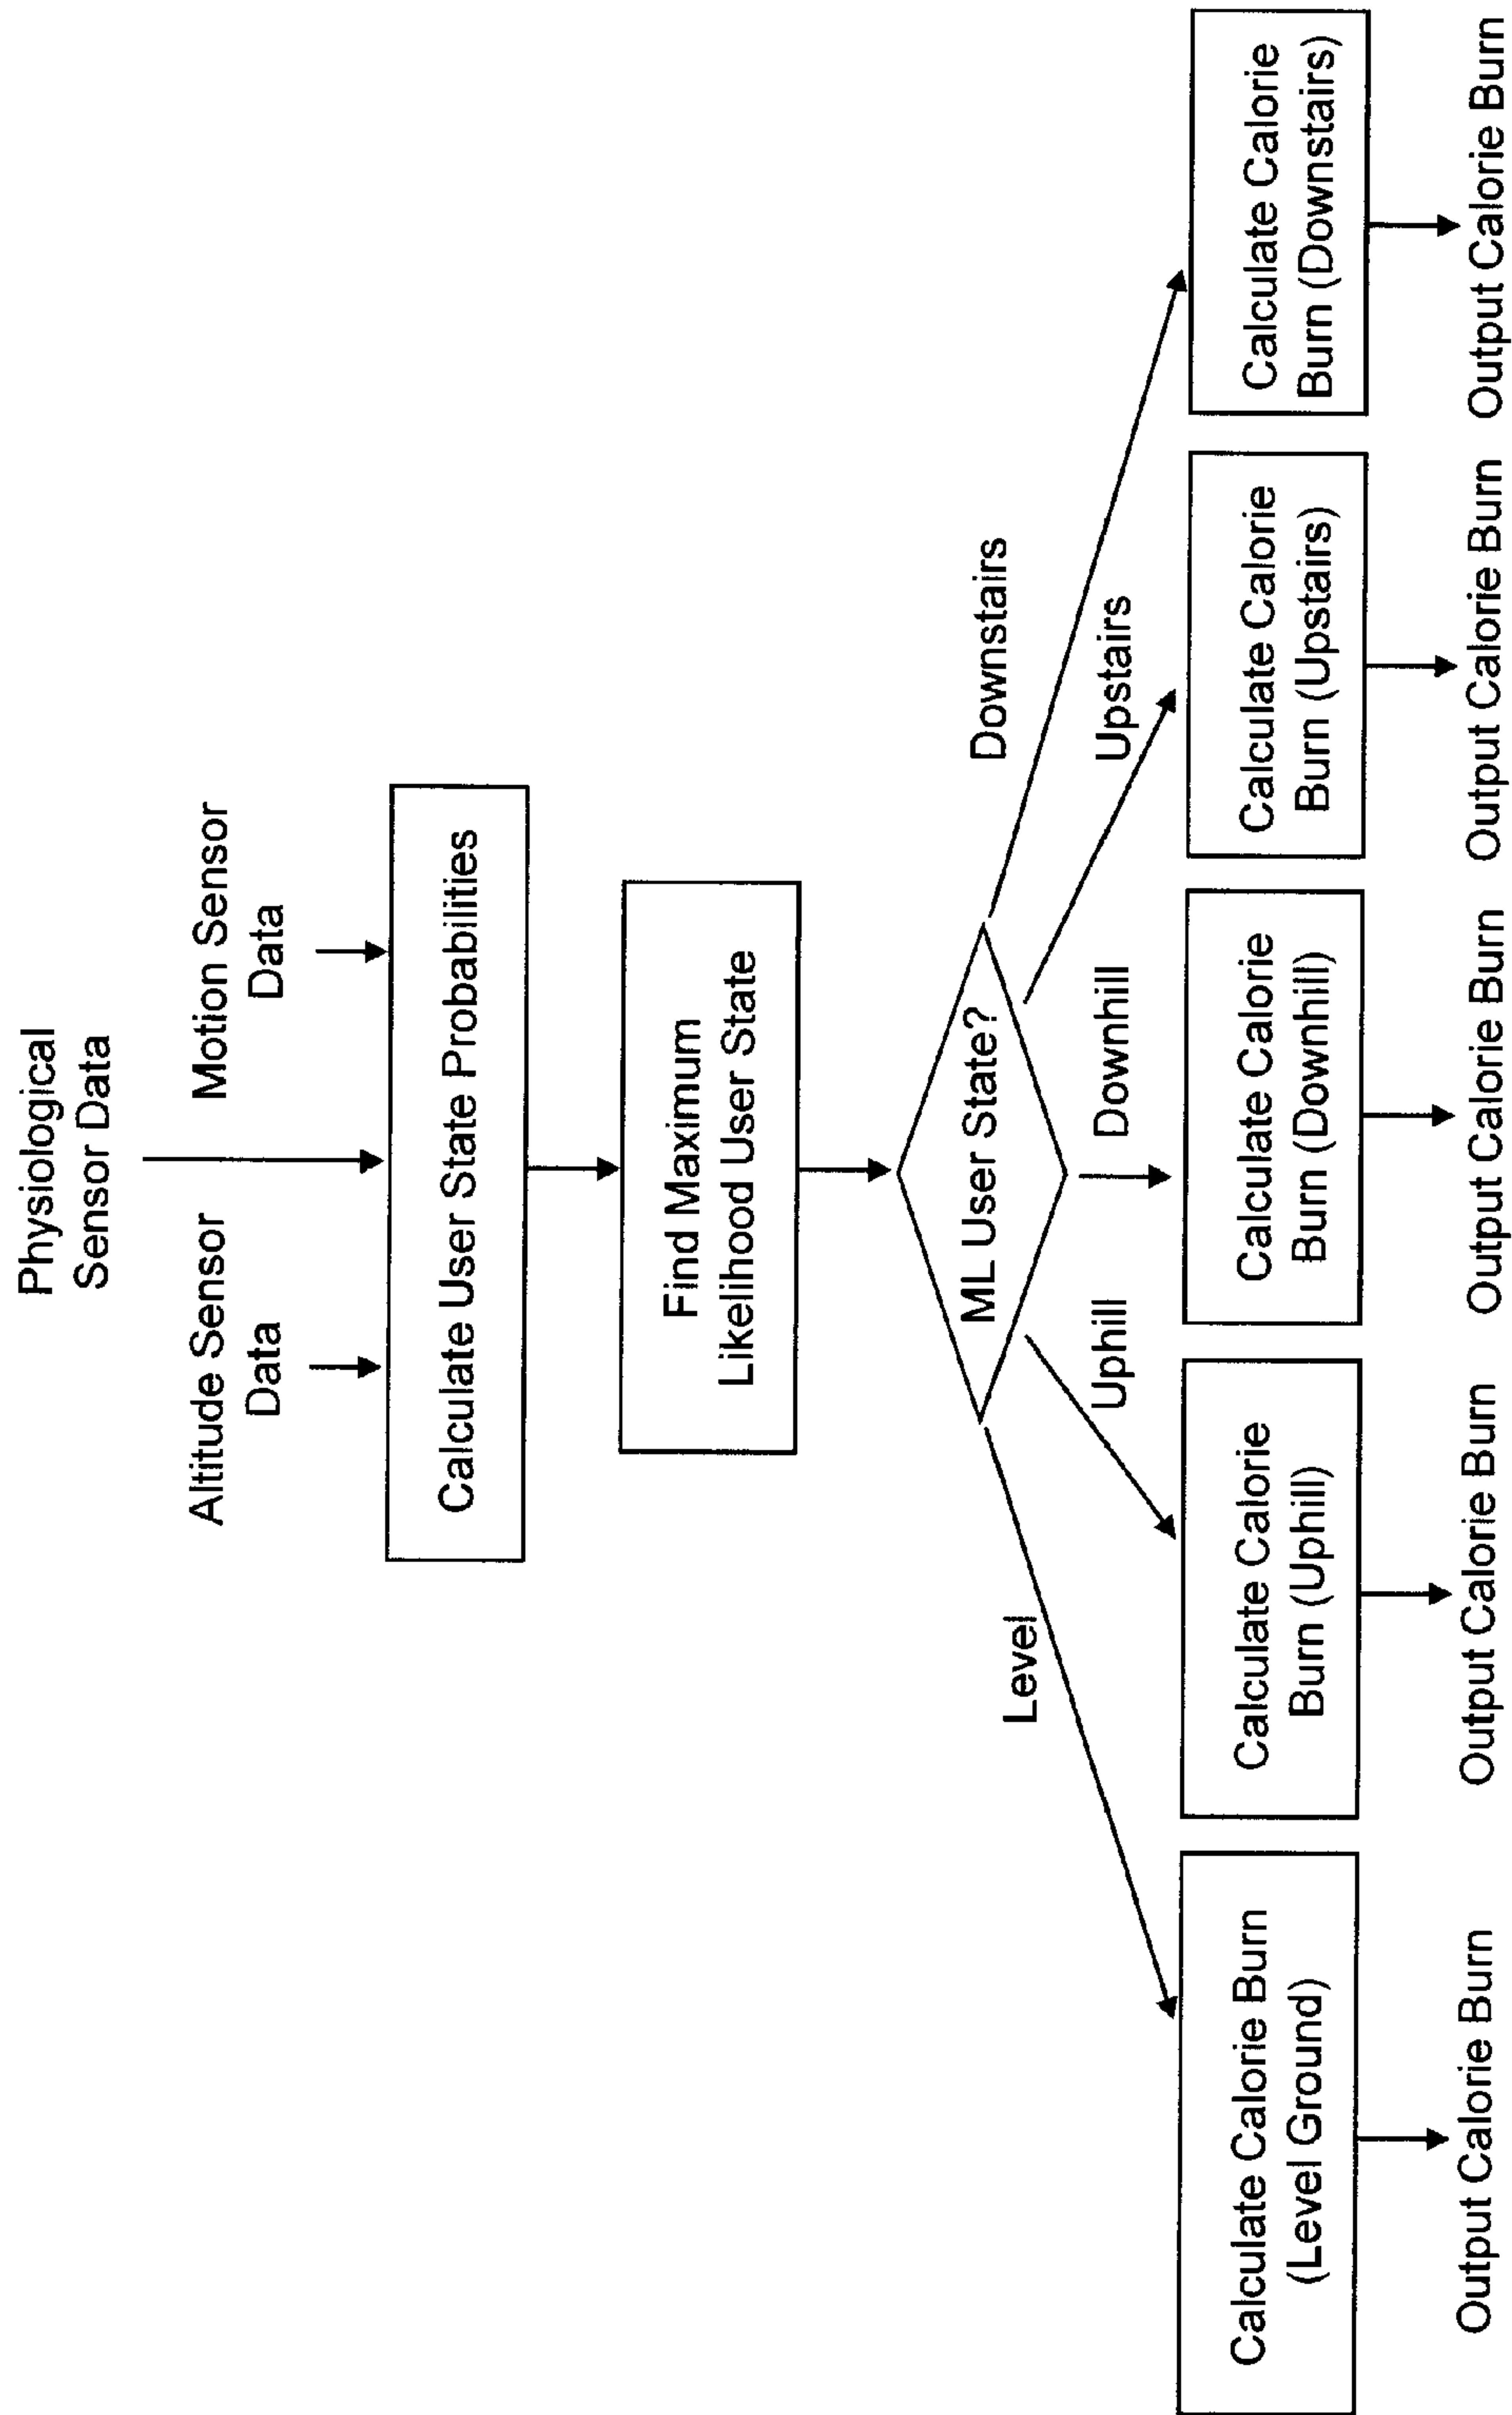 Physiological
Sensor Data
Altitude Sensor
Data
Motion Sensor
Data
Calculate User State Probabilities
Find Maximum
Likelihood User State
ML User State?
Level
Uphill
Downhill
Upstairs
Downstairs
Calculate Calorie Burn
(Level Ground)
Calculate Calorie
Burn (Uphill)
Calculate Calorie
Burn (Downhill)
Calculate Calorie
Burn (Upstairs)
Calculate Calorie
Burn (Downstairs)
Output Calorie Burn
Output Calorie Burn
Output Calorie Burn
Output Calorie Burn
Output Calorie Burn